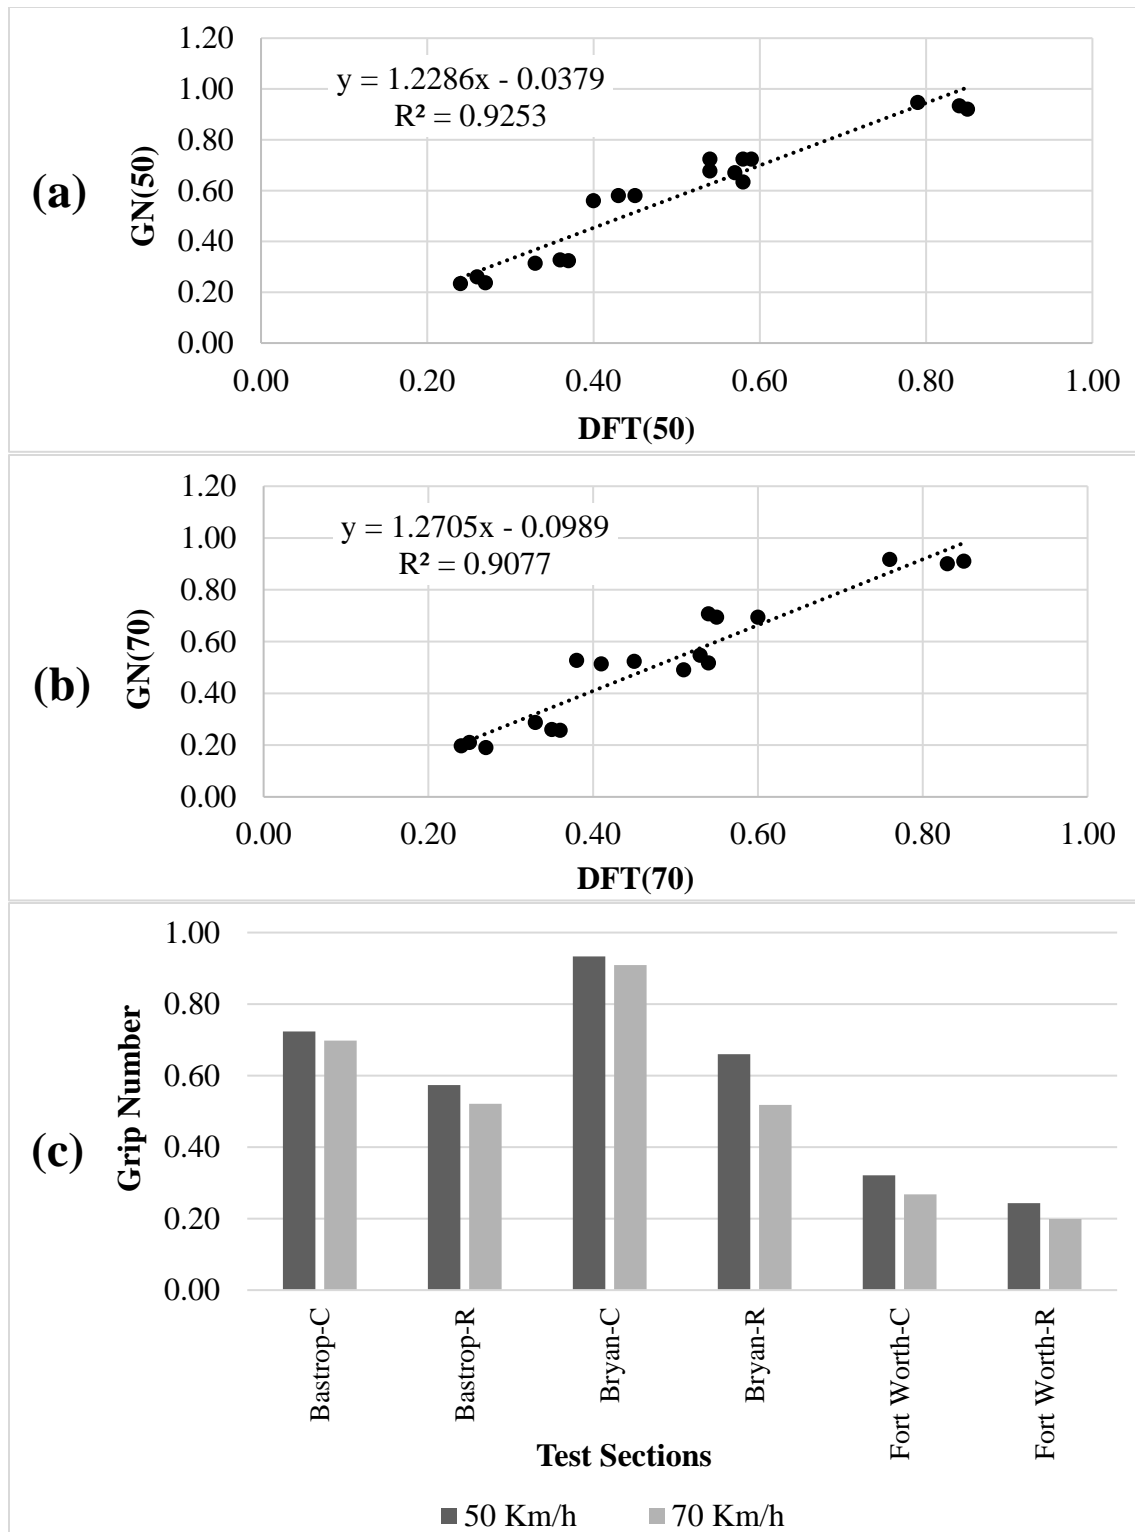 (a)
GN(50)
1.20
1.00
0.80
0.60
0.40
0.20
0.00
y = 1.2286x - 0.0379
R² = 0.9253
0.00 0.20 0.40 0.60 0.80 1.00
DFT(50)
(b)
GN(70)
1.20
1.00
0.80
0.60
0.40
0.20
0.00
y = 1.2705x - 0.0989
R² = 0.9077
0.00 0.20 0.40 0.60 0.80 1.00
DFT(70)
(c)
Grip Number
1.00
0.80
0.60
0.40
0.20
0.00
Bastrop-C
Bastrop-R
Bryan-C
Bryan-R
Fort Worth-C
Fort Worth-R
Test Sections
50 Km/h 70 Km/h